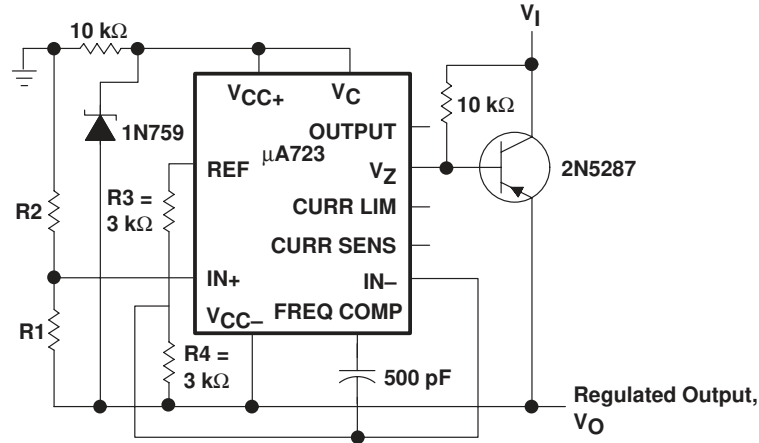 V_I
10 kΩ
V_CC+
V_C
10 kΩ
1N759
OUTPUT
μA723
REF
V_Z
2N5287
R3 =
3 kΩ
R2
CURR LIM
CURR SENS
IN+
IN–
V_CC–
FREQ COMP
R1
R4 =
3 kΩ
500 pF
Regulated Output,
V_O